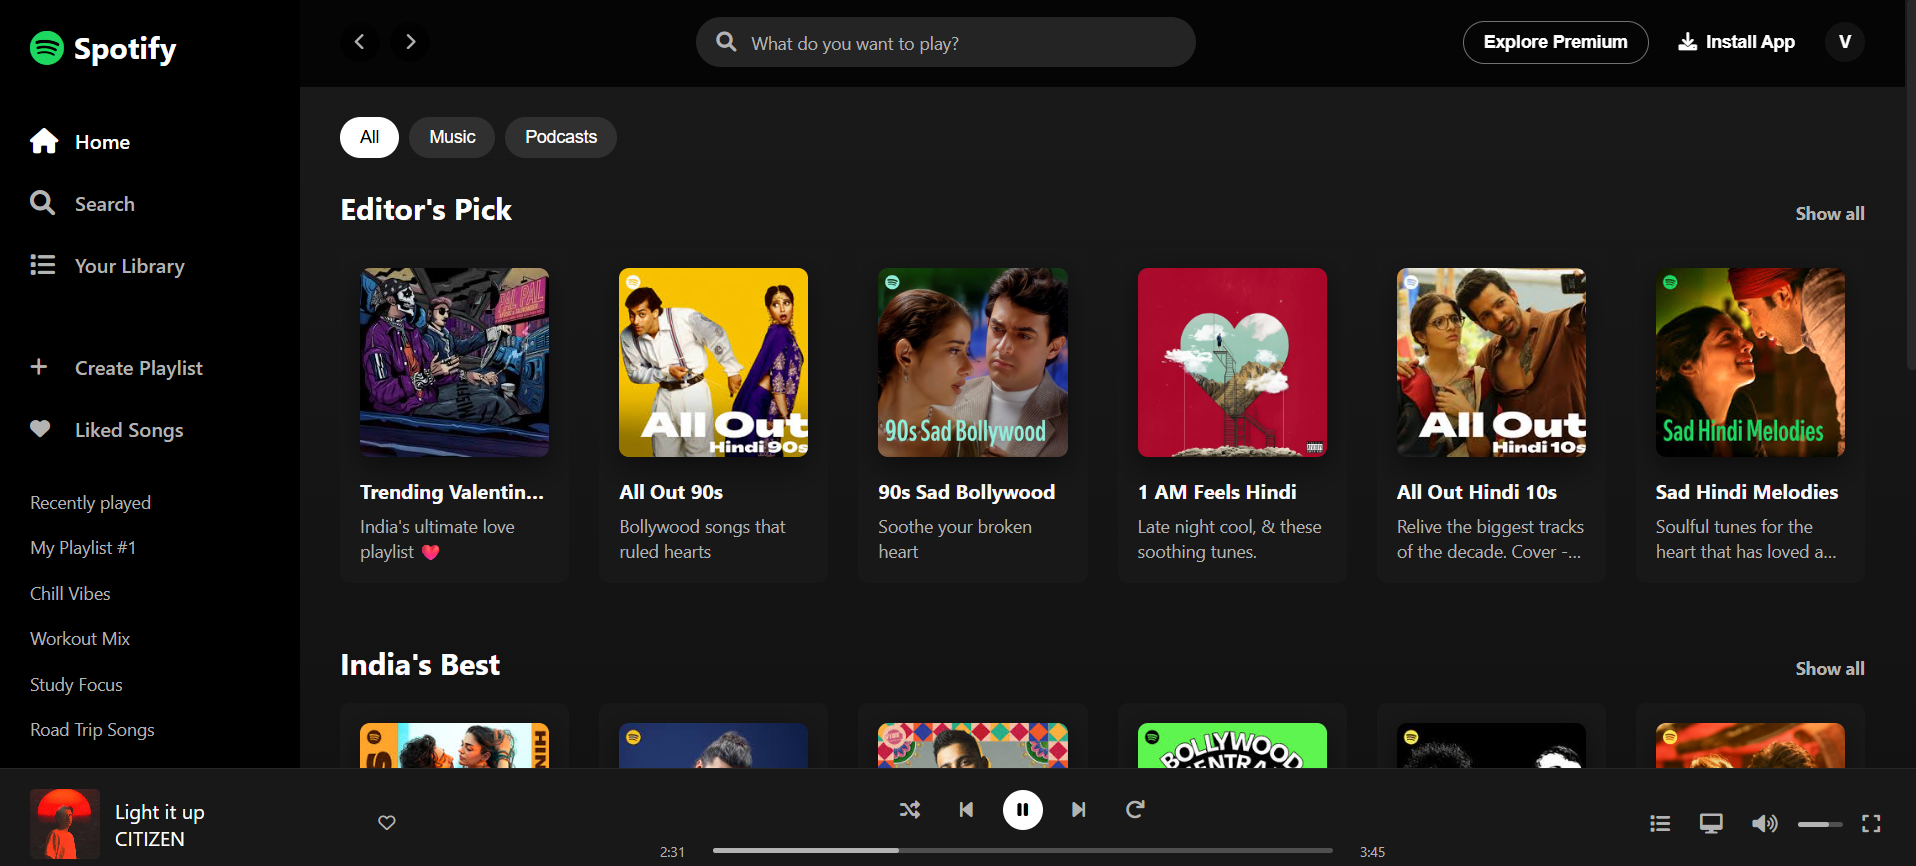 Spotify
What do you want to play?
Explore Premium
Install App
V
Home
Search
Your Library
Create Playlist
Liked Songs
Recently played
My Playlist #1
Chill Vibes
Workout Mix
Study Focus
Road Trip Songs
All
Music
Podcasts
Editor's Pick
Show all
PAL PAL
All Out
Hindi 90s
90s Sad Bollywood
All Out
Hindi 10s
Sad Hindi Melodies
Trending Valentin...
India's ultimate love
playlist ❤️
All Out 90s
Bollywood songs that
ruled hearts
90s Sad Bollywood
Soothe your broken
heart
1 AM Feels Hindi
Late night cool, & these
soothing tunes.
All Out Hindi 10s
Relive the biggest tracks
of the decade. Cover -...
Sad Hindi Melodies
Soulful tunes for the
heart that has loved a...
India's Best
Show all
BOLLYWOOD
Light it up
CITIZEN
2:31
3:45